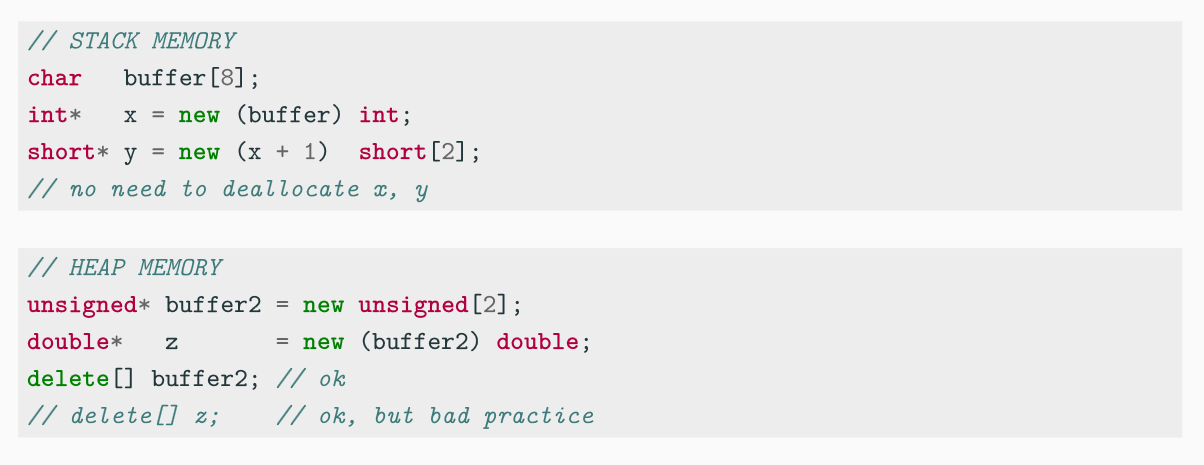 // STACK MEMORY
char   buffer[8];
int*   x = new (buffer) int;
short* y = new (x + 1)  short[2];
// no need to deallocate x, y
// HEAP MEMORY
unsigned* buffer2 = new unsigned[2];
double*   z       = new (buffer2) double;
delete[] buffer2; // ok
// delete[] z;    // ok, but bad practice